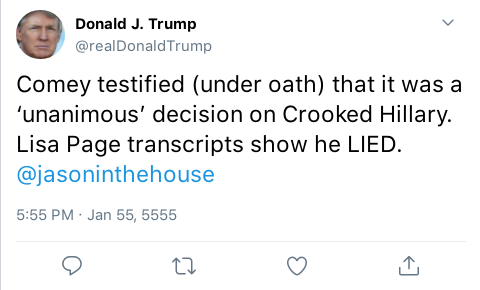 Donald J. Trump
@realDonaldTrump
Comey testified (under oath) that it was a
‘unanimous’ decision on Crooked Hillary.
Lisa Page transcripts show he LIED.
@jasoninthehouse
5:55 PM · Jan 55, 5555